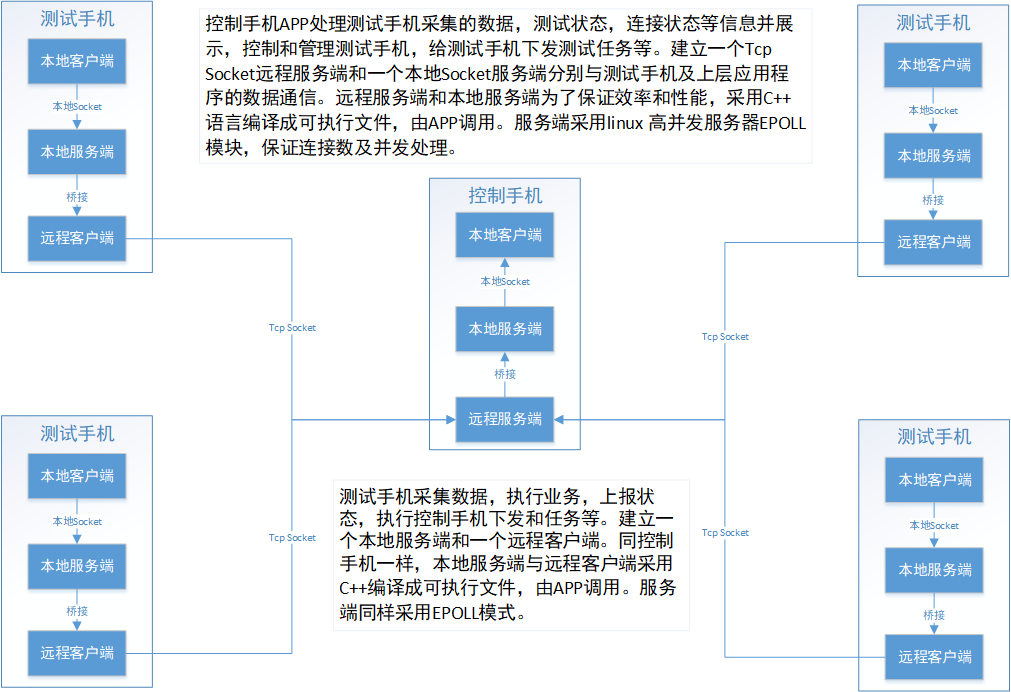 测试手机
本地客户端
本地Socket
本地服务端
桥接
远程客户端
控制手机APP处理测试手机采集的数据，测试状态，连接状态等信息并展
示，控制和管理测试手机，给测试手机下发测试任务等。建立一个Tcp
Socket远程服务端和一个本地Socket服务端分别与测试手机及上层应用程
序的数据通信。远程服务端和本地服务端为了保证效率和性能，采用C++
语言编译成可执行文件，由APP调用。服务端采用linux 高并发服务器EPOLL
模块，保证连接数及并发处理。
测试手机
本地客户端
本地Socket
本地服务端
桥接
远程客户端
控制手机
本地客户端
本地Socket
本地服务端
桥接
远程服务端
Tcp Socket
Tcp Socket
测试手机
本地客户端
本地Socket
本地服务端
桥接
远程客户端
Tcp Socket
测试手机采集数据，执行业务，上报状
态，执行控制手机下发和任务等。建立一
个本地服务端和一个远程客户端。同控制
手机一样，本地服务端与远程客户端采用
C++编译成可执行文件，由APP调用。服务
端同样采用EPOLL模式。
Tcp Socket
测试手机
本地客户端
本地Socket
本地服务端
桥接
远程客户端